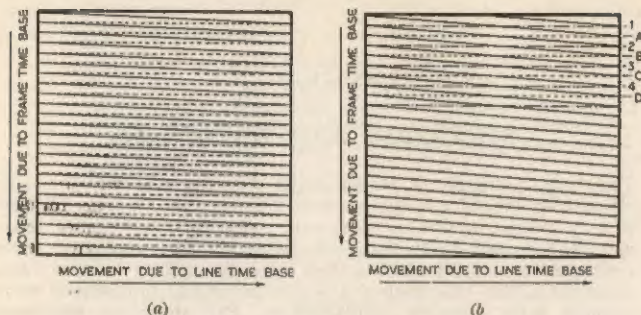 MOVEMENT DUE TO FRAME TIME BASE
MOVEMENT DUE TO LINE TIME BASE
(a)
MOVEMENT DUE TO FRAME TIME BASE
1
A
2
B
3
C
4
D
MOVEMENT DUE TO LINE TIME BASE
(b